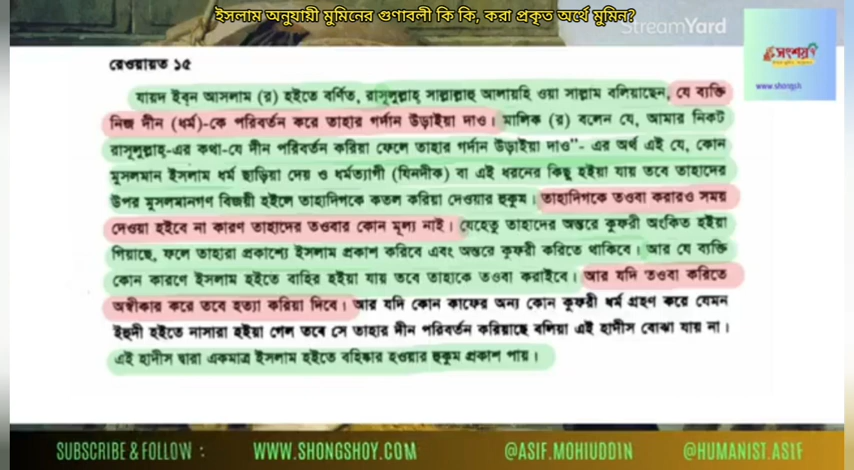 ইসলাম অনুযায়ী মুমিনের গুণাবলী কি কি, করা প্রকৃত অর্থে মুমিন?
StreamYard
সংশয়
www.shongsh
রেওয়ায়ত ১৫
যায়দ ইবন আসলাম (র) হইতে বর্ণিত, রাসূলুল্লাহ্ সাল্লাল্লাহু আলায়হি ওয়া সাল্লাম বলিয়াছেন, যে ব্যক্তি
নিজ দীন (ধর্ম)-কে পরিবর্তন করে তাহার গর্দান উড়াইয়া দাও। মালিক (র) বলেন যে, আমার নিকট
রাসূলুল্লাহ্-এর কথা-যে দীন পরিবর্তন করিয়া ফেলে তাহার গর্দান উড়াইয়া দাও"- এর অর্থ এই যে, কোন
মুসলমান ইসলাম ধর্ম ছাড়িয়া দেয় ও ধর্মত্যাগী (যিনদীক) বা এই ধরনের কিছু হইয়া যায় তবে তাহাদের
উপর মুসলমানগণ বিজয়ী হইলে তাহাদিগকে কতল করিয়া দেওয়ার হুকুম। তাহাদিগকে তওবা করারও সময়
দেওয়া হইবে না কারণ তাহাদের তওবার কোন মূল্য নাই। যেহেতু তাহাদের অন্তরে কুফরী অংকিত হইয়া
গিয়াছে, ফলে তাহারা প্রকাশ্যে ইসলাম প্রকাশ করিবে এবং অন্তরে কুফরী করিতে থাকিবে। আর যে ব্যক্তি
কোন কারণে ইসলাম হইতে বাহির হইয়া যায় তবে তাহাকে তওবা করাইবে। আর যদি তওবা করিতে
অস্বীকার করে তবে হত্যা করিয়া দিবে। আর যদি কোন কাফের অন্য কোন কুফরী ধর্ম গ্রহণ করে যেমন
ইহুদী হইতে নাসারা হইয়া গেল তবে সে তাহার দীন পরিবর্তন করিয়াছে বলিয়া এই হাদীস বোঝা যায় না।
এই হাদীস দ্বারা একমাত্র ইসলাম হইতে বহিষ্কার হওয়ার হুকুম প্রকাশ পায়।
SUBSCRIBE & FOLLOW : WWW.SHONGSHOY.COM @ASIF.MOHIUDDIN @HUMANIST.ASIF